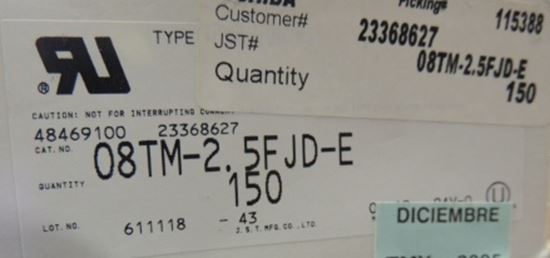 Picking# 115388
Customer# 23368627
JST# 08TM-2.5FJD-E
Quantity 150
TYPE
CAUTION: NOT FOR INTERRUPTING
48469100 23368627
CAT. NO. 08TM-2.5FJD-E
QUANTITY 150
LOT. NO. 611118 - 43
J.S.T.MFG.CO.,LTD.
DICIEMBRE